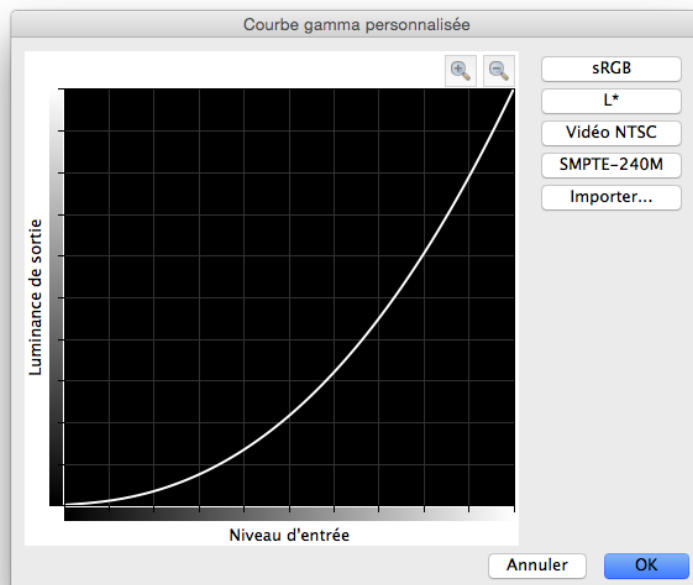 Courbe gamma personnalisée
sRGB
L*
Vidéo NTSC
SMPTE-240M
Importer...
Luminance de sortie
Niveau d'entrée
Annuler
OK